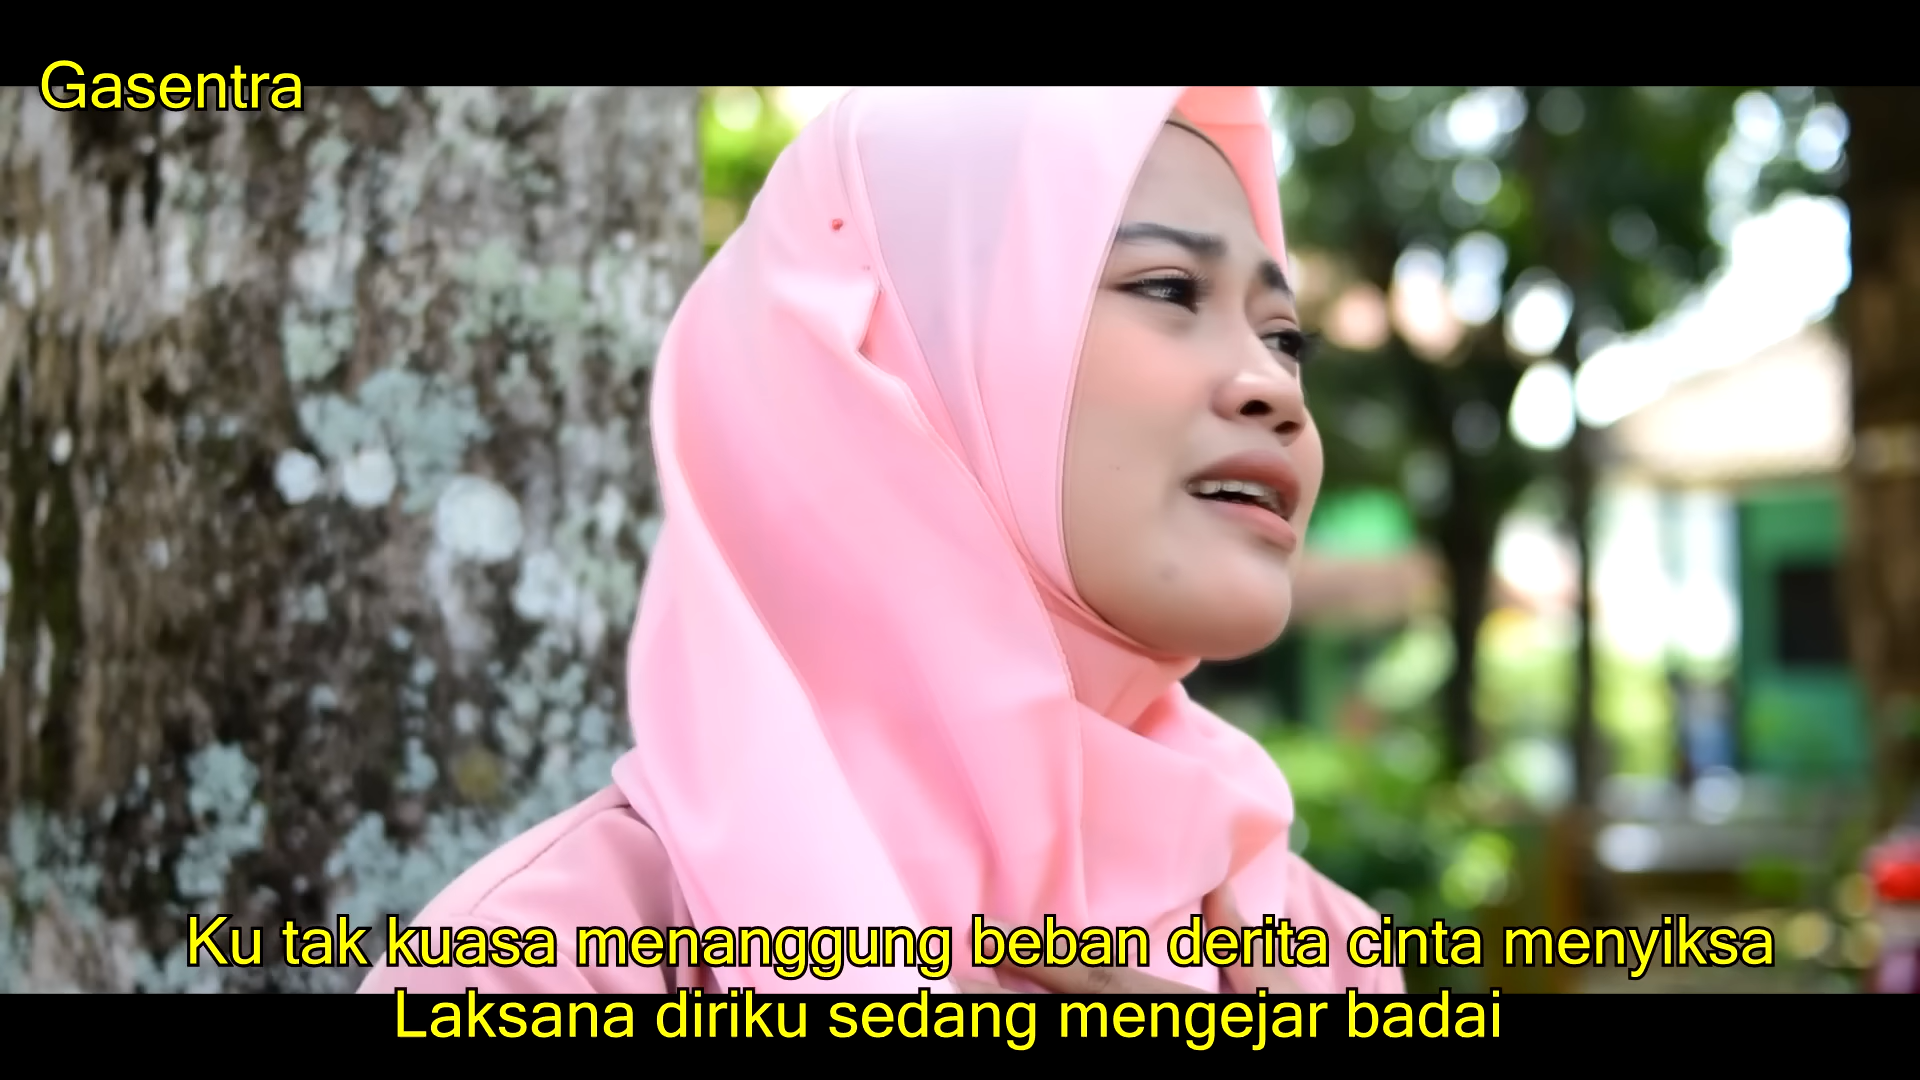 Gasentra
Ku tak kuasa menanggung beban derita cinta menyiksa
Laksana diriku sedang mengejar badai